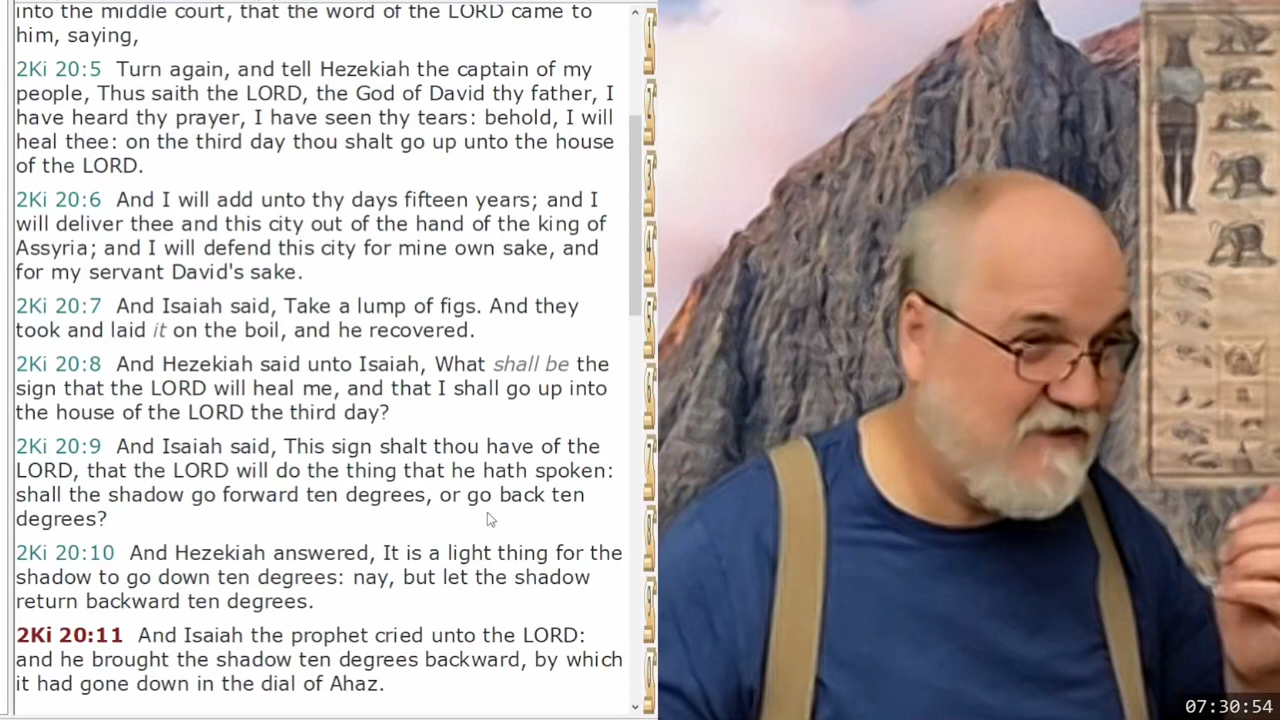 into the middle court, that the word of the LORD came to
him, saying,
2Ki 20:5 Turn again, and tell Hezekiah the captain of my
people, Thus saith the LORD, the God of David thy father, I
have heard thy prayer, I have seen thy tears: behold, I will
heal thee: on the third day thou shalt go up unto the house
of the LORD.
2Ki 20:6 And I will add unto thy days fifteen years; and I
will deliver thee and this city out of the hand of the king of
Assyria; and I will defend this city for mine own sake, and
for my servant David's sake.
2Ki 20:7 And Isaiah said, Take a lump of figs. And they
took and laid it on the boil, and he recovered.
2Ki 20:8 And Hezekiah said unto Isaiah, What shall be the
sign that the LORD will heal me, and that I shall go up into
the house of the LORD the third day?
2Ki 20:9 And Isaiah said, This sign shalt thou have of the
LORD, that the LORD will do the thing that he hath spoken:
shall the shadow go forward ten degrees, or go back ten
degrees?
2Ki 20:10 And Hezekiah answered, It is a light thing for the
shadow to go down ten degrees: nay, but let the shadow
return backward ten degrees.
2Ki 20:11 And Isaiah the prophet cried unto the LORD:
and he brought the shadow ten degrees backward, by which
it had gone down in the dial of Ahaz.
07:30:54